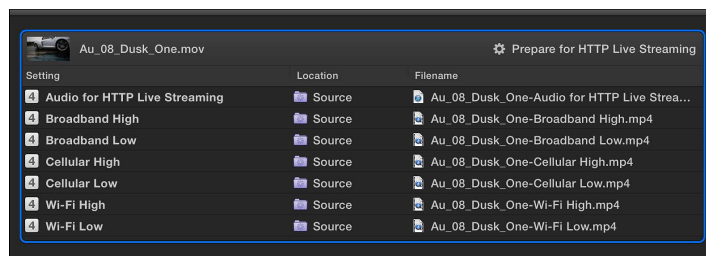 Au_08_Dusk_One.mov Prepare for HTTP Live Streaming
Setting Location Filename
4 Audio for HTTP Live Streaming Source Au_08_Dusk_One-Audio for HTTP Live Strea...
4 Broadband High Source Au_08_Dusk_One-Broadband High.mp4
4 Broadband Low Source Au_08_Dusk_One-Broadband Low.mp4
4 Cellular High Source Au_08_Dusk_One-Cellular High.mp4
4 Cellular Low Source Au_08_Dusk_One-Cellular Low.mp4
4 Wi-Fi High Source Au_08_Dusk_One-Wi-Fi High.mp4
4 Wi-Fi Low Source Au_08_Dusk_One-Wi-Fi Low.mp4